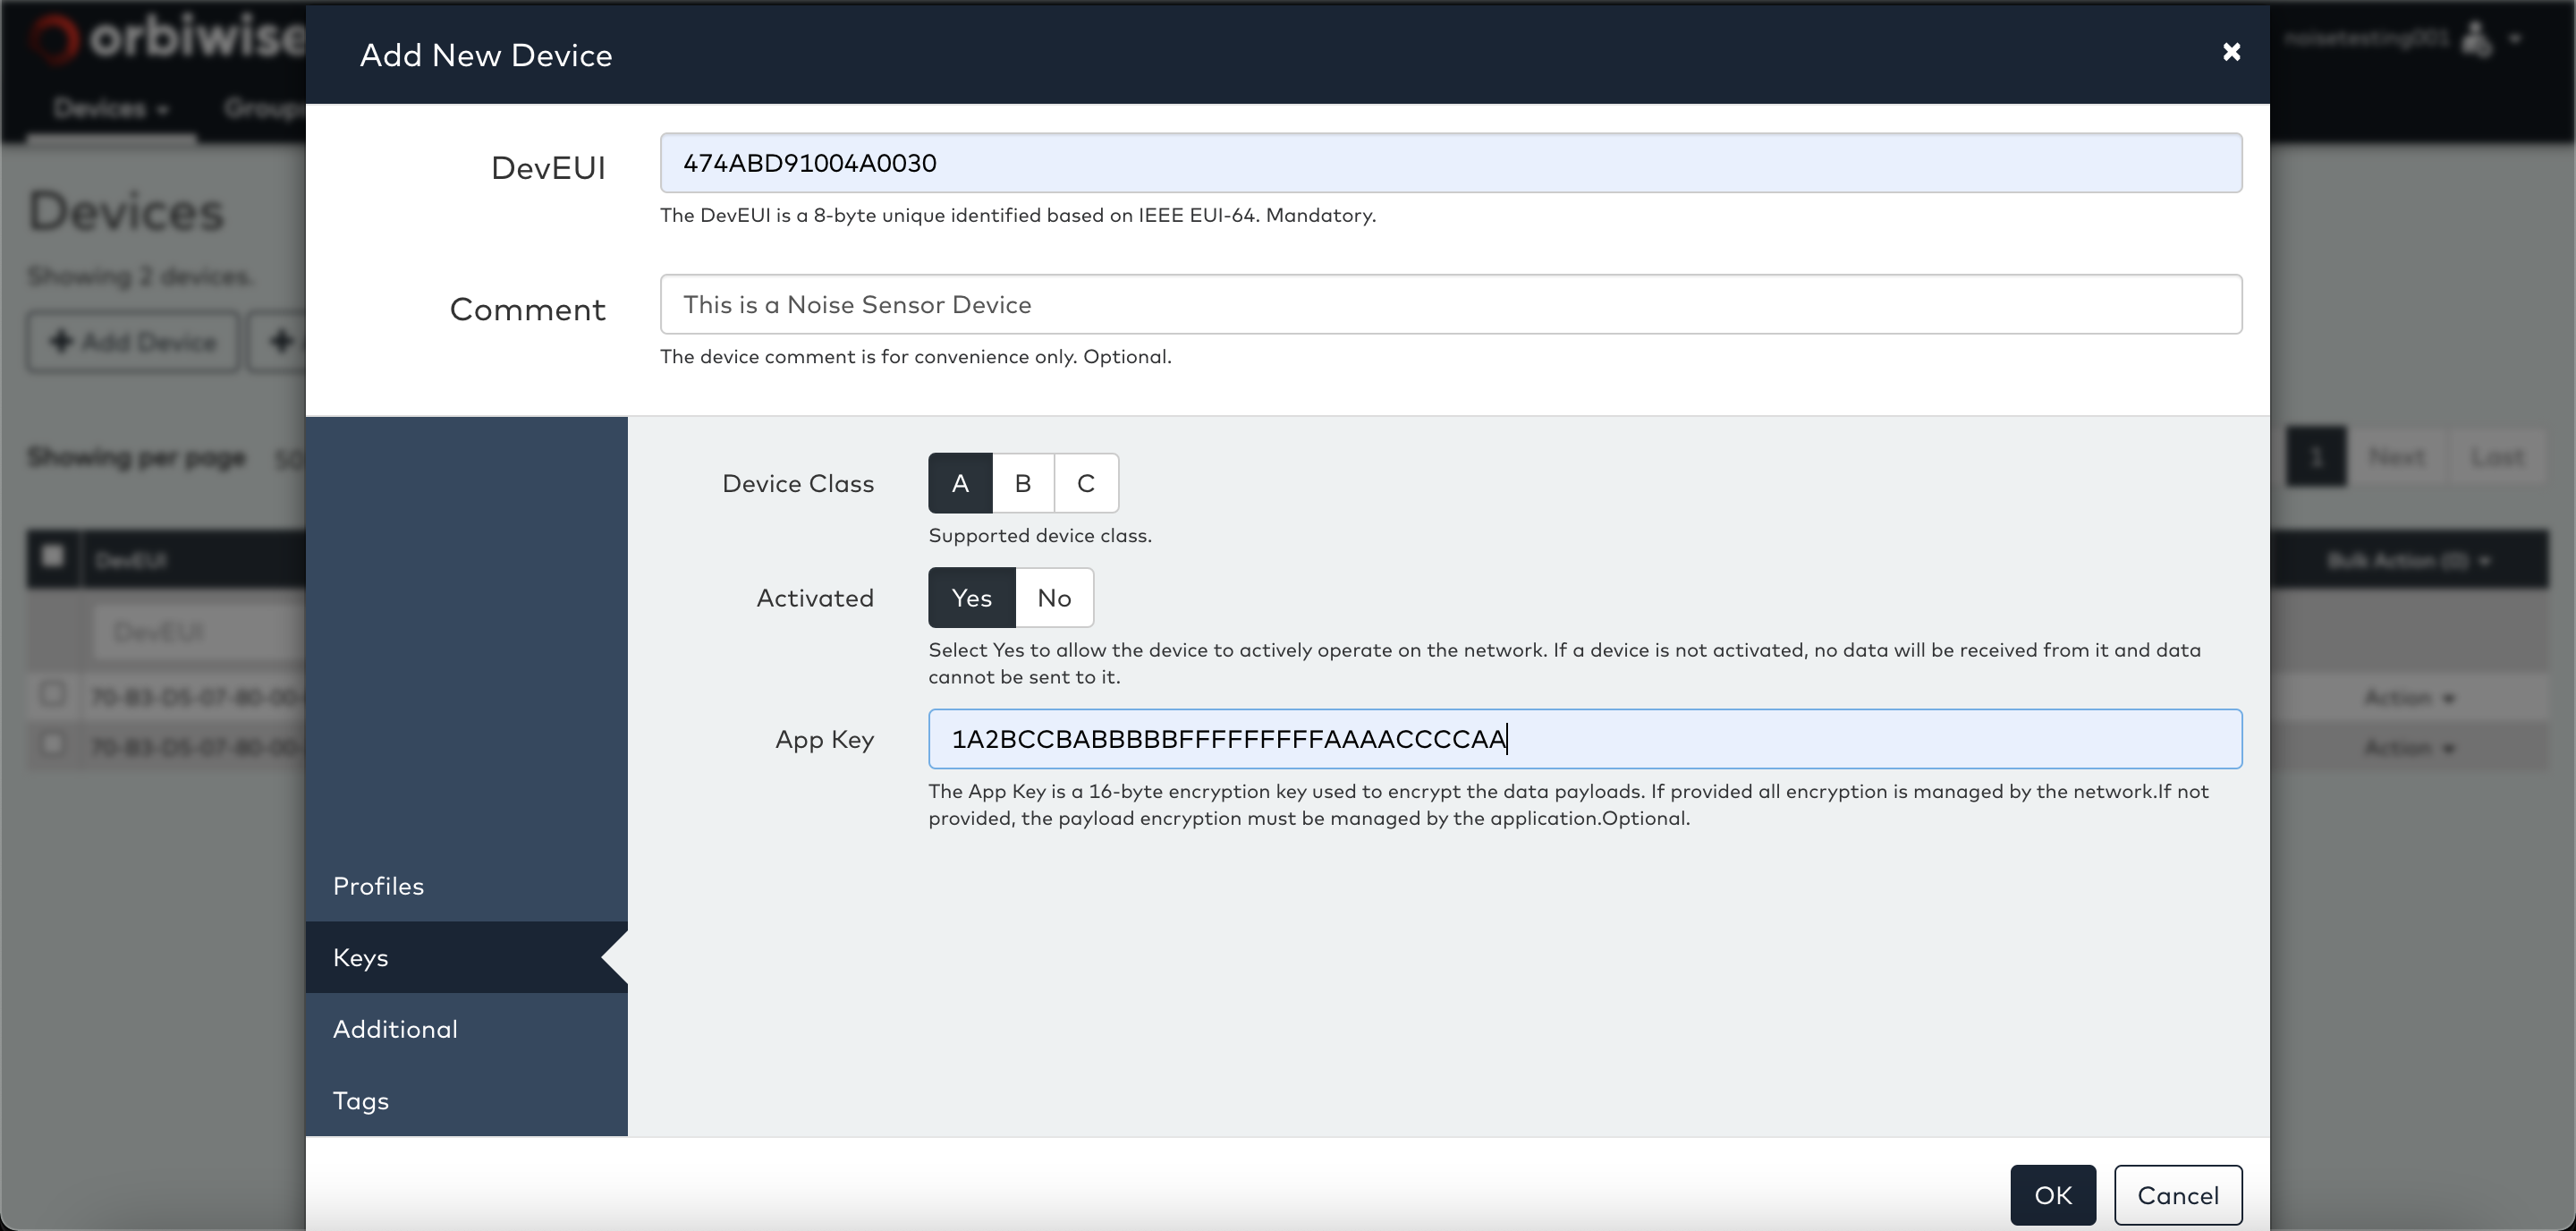 orbiwise
Add New Device
noisetesting001
Devices
Groups
DevEUI
474ABD91004A0030
The DevEUI is a 8-byte unique identified based on IEEE EUI-64. Mandatory.
Devices
Showing 2 devices.
Comment
This is a Noise Sensor Device
Add Device
The device comment is for convenience only. Optional.
Showing per page 50
1 Next Last
Device Class
A B C
Supported device class.
DevEUI
Bulk Action (0)
Activated
Yes No
DevEUI
Select Yes to allow the device to actively operate on the network. If a device is not activated, no data will be received from it and data
cannot be sent to it.
70-B3-D5-07-80-00-
Action
App Key
1A2BCCBABBBBBFFFFFFFFFAAAACCCCAA
70-B3-D5-07-80-00-
Action
The App Key is a 16-byte encryption key used to encrypt the data payloads. If provided all encryption is managed by the network.If not
provided, the payload encryption must be managed by the application.Optional.
Profiles
Keys
Additional
Tags
OK
Cancel